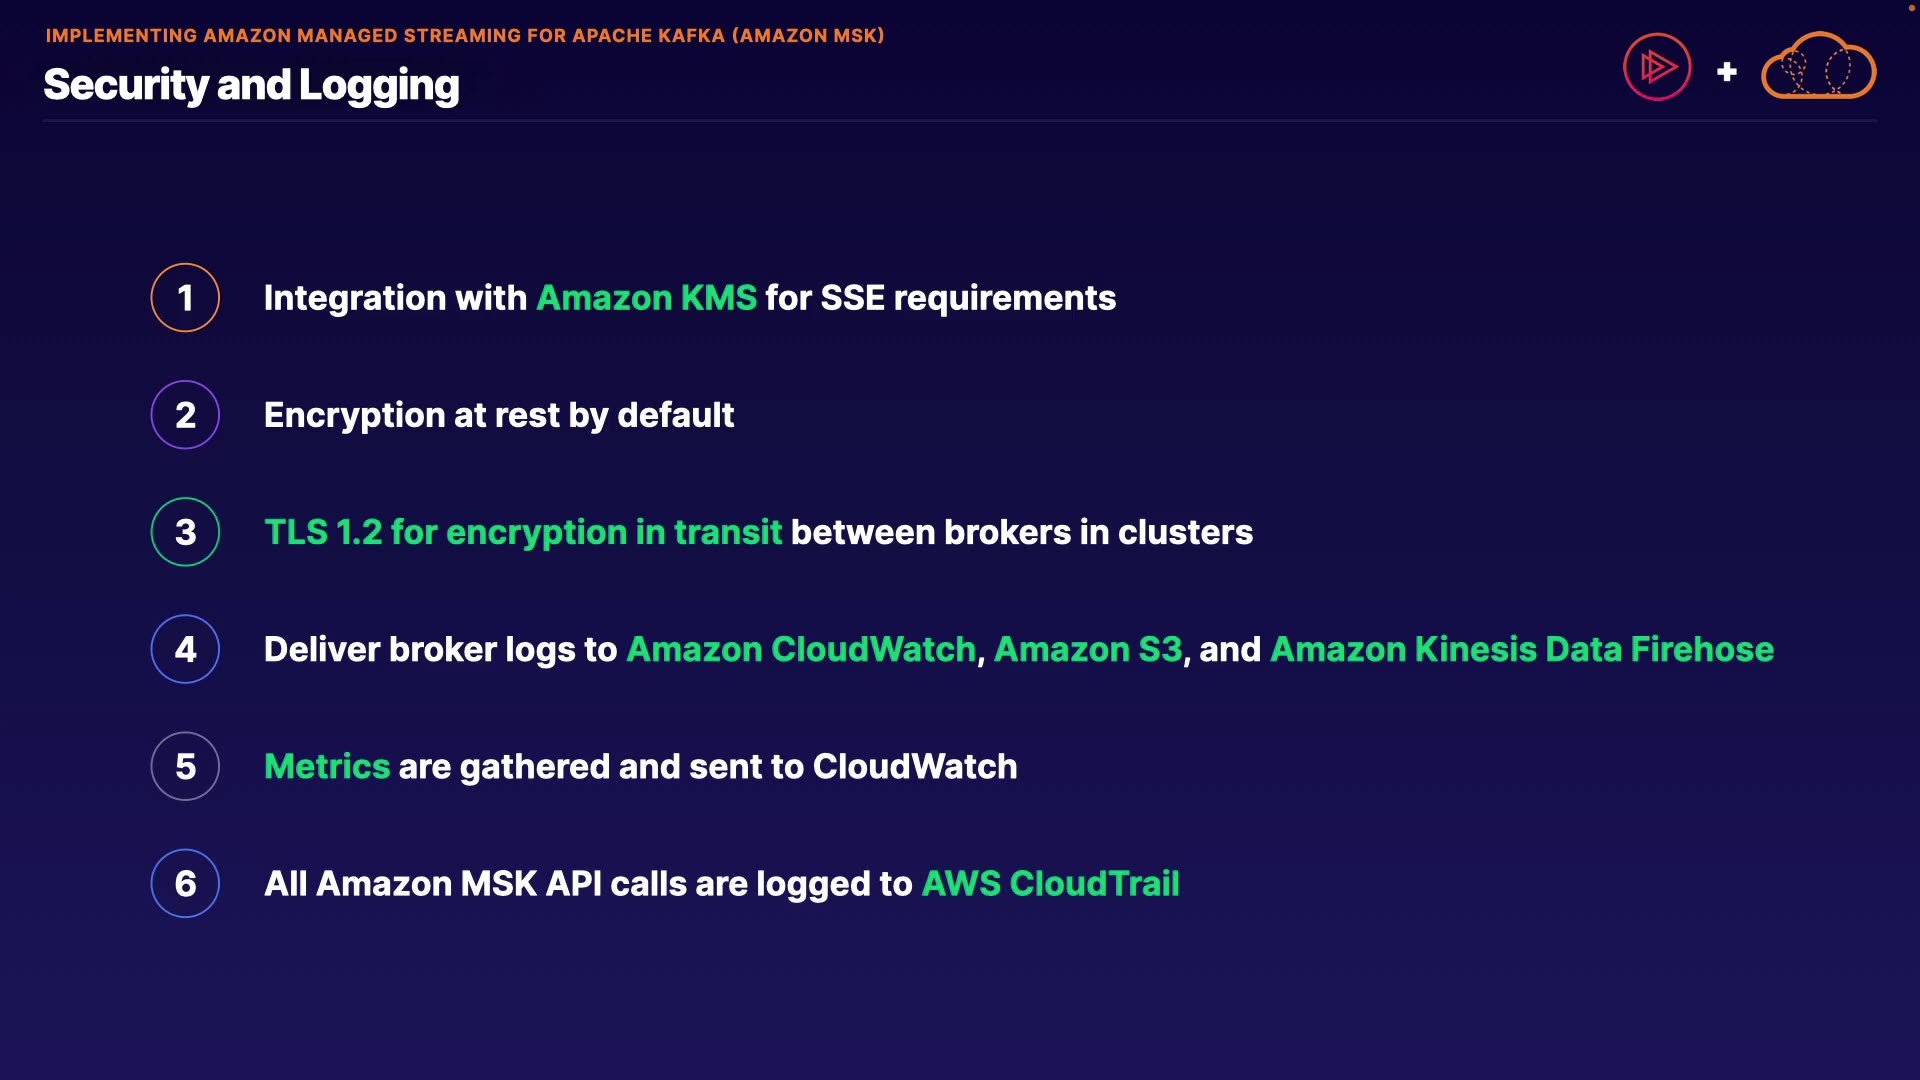 IMPLEMENTING AMAZON MANAGED STREAMING FOR APACHE KAFKA (AMAZON MSK)
Security and Logging
+
1 Integration with Amazon KMS for SSE requirements
2 Encryption at rest by default
3 TLS 1.2 for encryption in transit between brokers in clusters
4 Deliver broker logs to Amazon CloudWatch, Amazon S3, and Amazon Kinesis Data Firehose
5 Metrics are gathered and sent to CloudWatch
6 All Amazon MSK API calls are logged to AWS CloudTrail